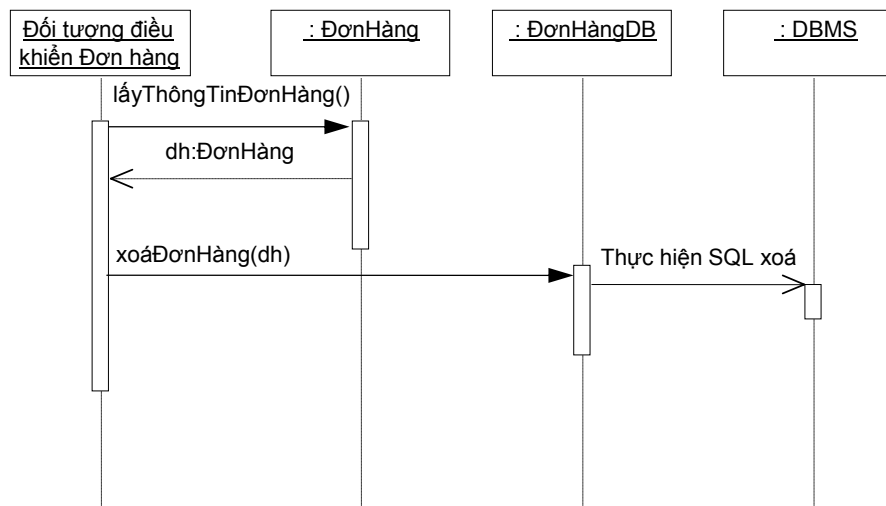 Đối tượng điều
khiển Đơn hàng
: ĐơnHàng
: ĐơnHàngDB
: DBMS
lấyThôngTinĐơnHàng()
dh:ĐơnHàng
xoáĐơnHàng(dh)
Thực hiện SQL xoá